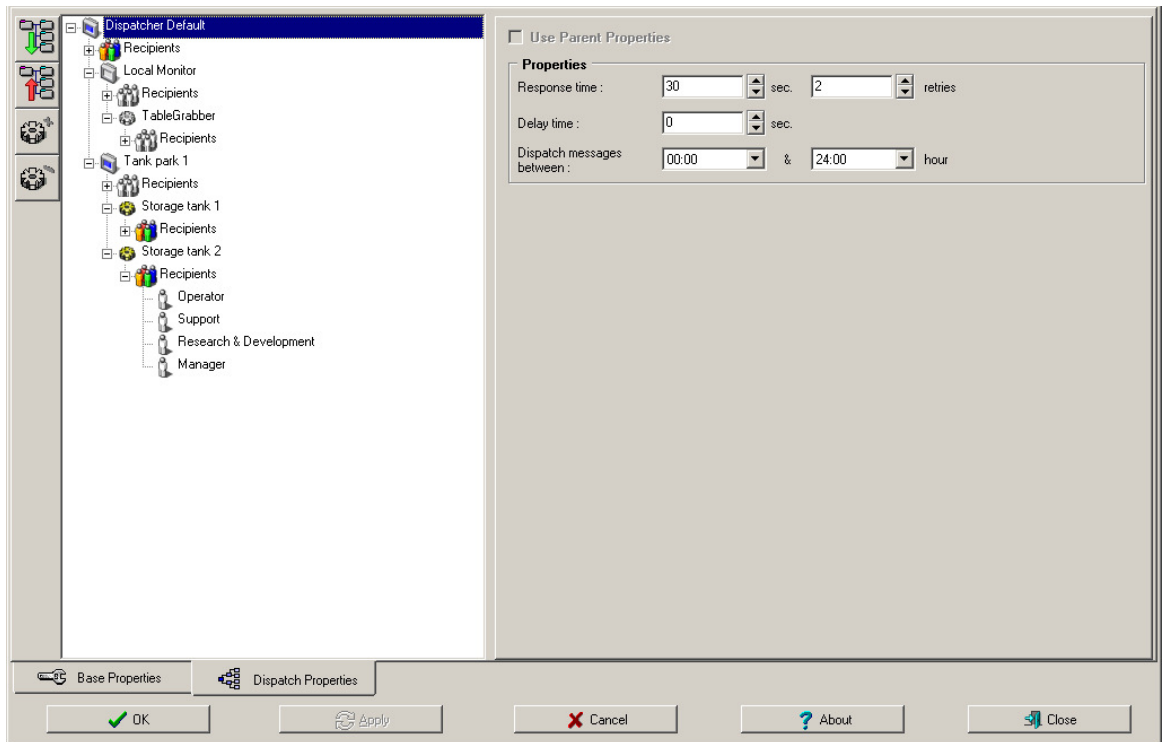 Dispatcher Default
Recipients
Local Monitor
Recipients
TableGrabber
Recipients
Tank park 1
Recipients
Storage tank 1
Recipients
Storage tank 2
Recipients
Operator
Support
Research & Development
Manager
Use Parent Properties
Properties
Response time : 30 sec. 2 retries
Delay time : 0 sec.
Dispatch messages
between : 00:00 & 24:00 hour
Base Properties Dispatch Properties
OK Apply Cancel ? About Close